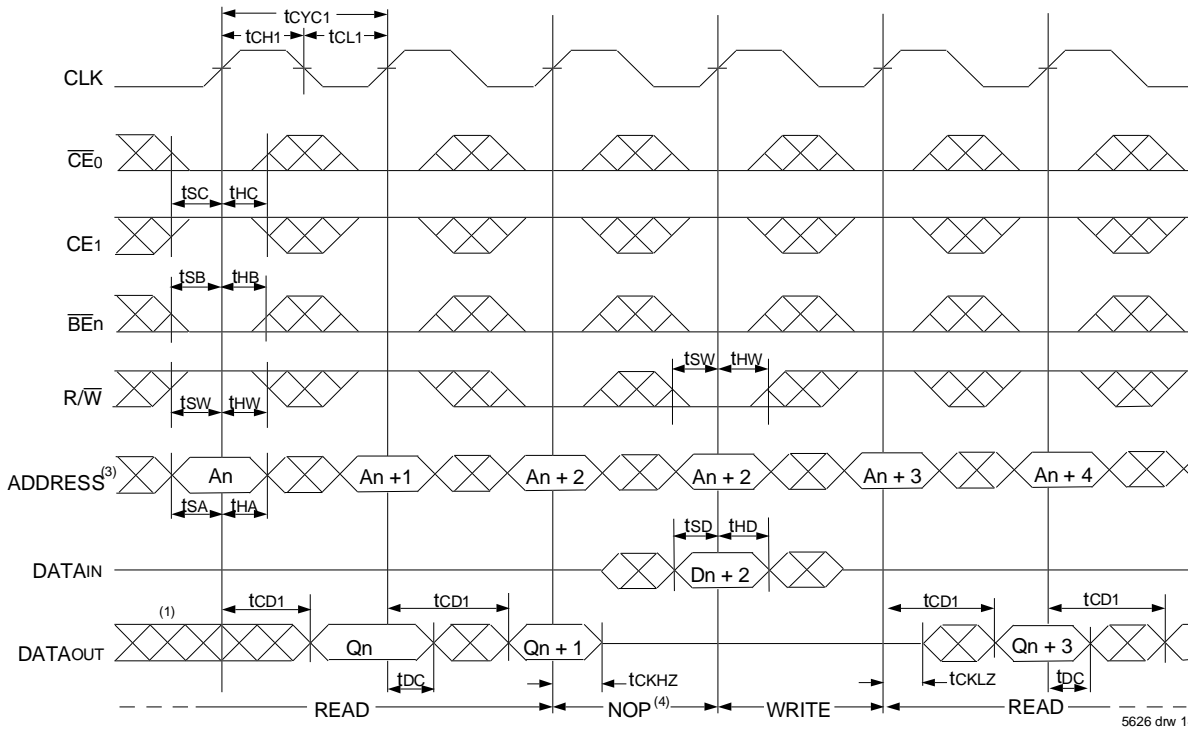 tCYC1
tCH1 tCL1
CLK
CE0
tSC tHC
CE1
tSB tHB
BEn
tSW tHW
R/W
tSW tHW
ADDRESS(3) An An +1 An + 2 An + 2 An + 3 An + 4
tSA tHA
tSD tHD
DATAIN Dn + 2
(1) tCD1 tCD1 tCD1 tCD1
DATAOUT Qn Qn + 1 Qn + 3
tDC tCKHZ tCKLZ tDC
READ NOP(4) WRITE READ
5626 drw 1